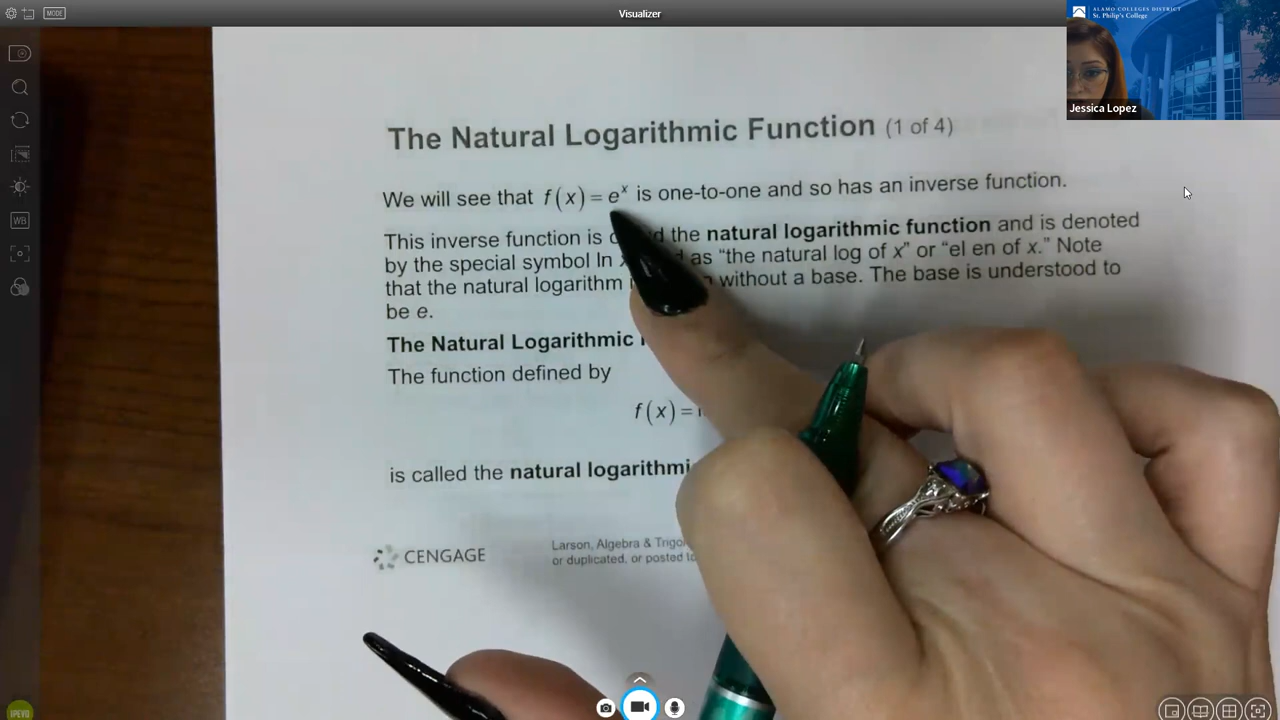 MODE
Visualizer
ALAMO COLLEGES DISTRICT
St. Philip's College
Jessica Lopez
The Natural Logarithmic Function (1 of 4)
We will see that f(x) = eˣ is one-to-one and so has an inverse function.
This inverse function is the natural logarithmic function and is denoted
by the special symbol ln as "the natural log of x" or "el en of x." Note
that the natural logarithm without a base. The base is understood to
be e.
The Natural Logarithmic
The function defined by
f(x) =
is called the natural
WB
CENGAGE
Larson, Algebra &
or duplicated, or posted
IPEVO